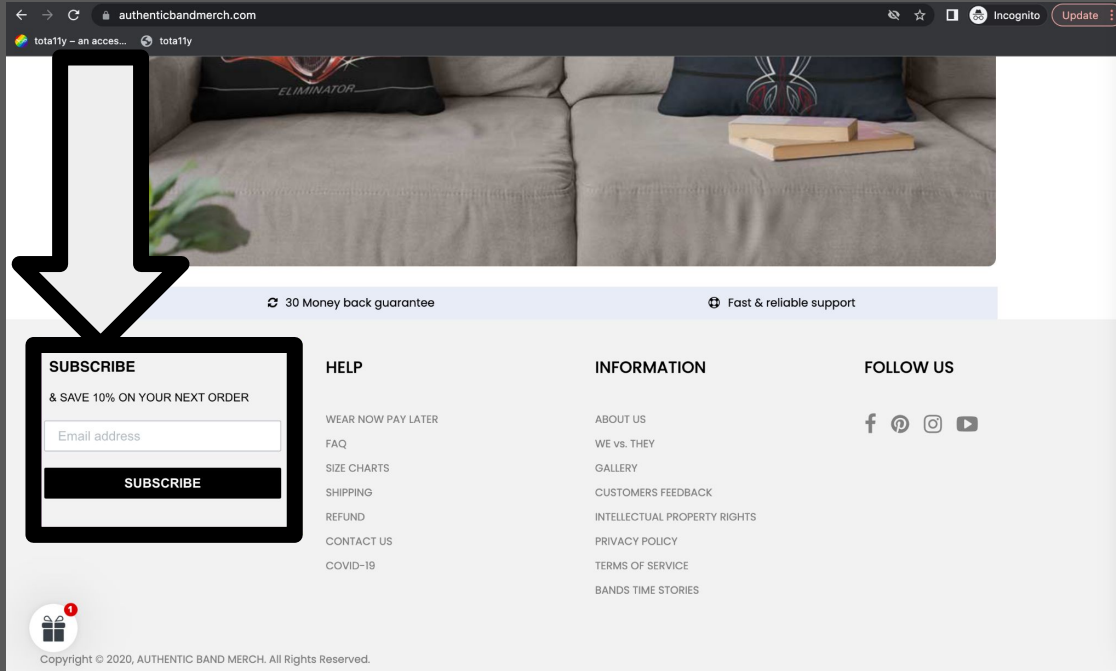 authenticbandmerch.com
Incognito
Update
tota11y – an acces...
tota11y
ELIMINATOR
30 Money back guarantee
Fast & reliable support
SUBSCRIBE
& SAVE 10% ON YOUR NEXT ORDER
Email address
SUBSCRIBE
HELP
WEAR NOW PAY LATER
FAQ
SIZE CHARTS
SHIPPING
REFUND
CONTACT US
COVID-19
INFORMATION
ABOUT US
WE vs. THEY
GALLERY
CUSTOMERS FEEDBACK
INTELLECTUAL PROPERTY RIGHTS
PRIVACY POLICY
TERMS OF SERVICE
BANDS TIME STORIES
FOLLOW US
1
Copyright © 2020, AUTHENTIC BAND MERCH. All Rights Reserved.